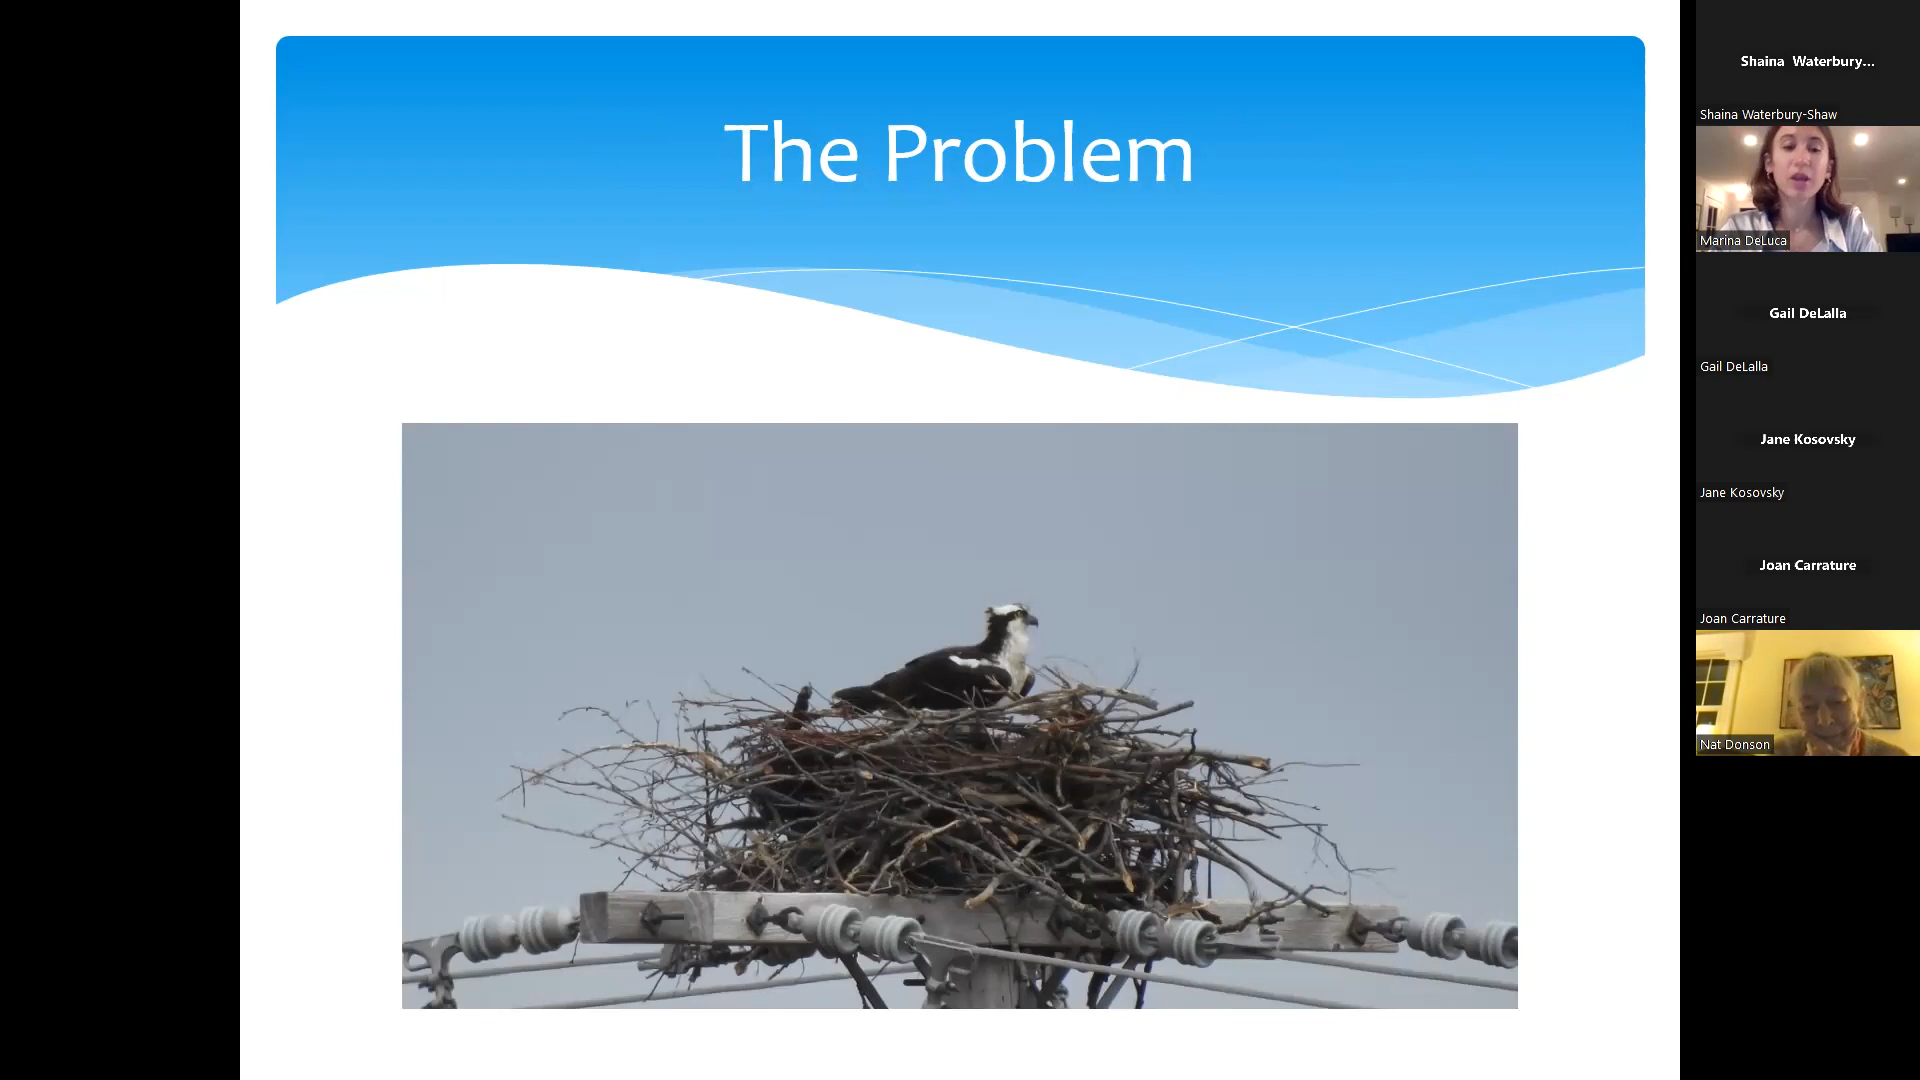 The Problem
Shaina Waterbury...
Shaina Waterbury-Shaw
Marina DeLuca
Gail DeLalla
Gail DeLalla
Jane Kosovsky
Jane Kosovsky
Joan Carrature
Joan Carrature
Nat Donson